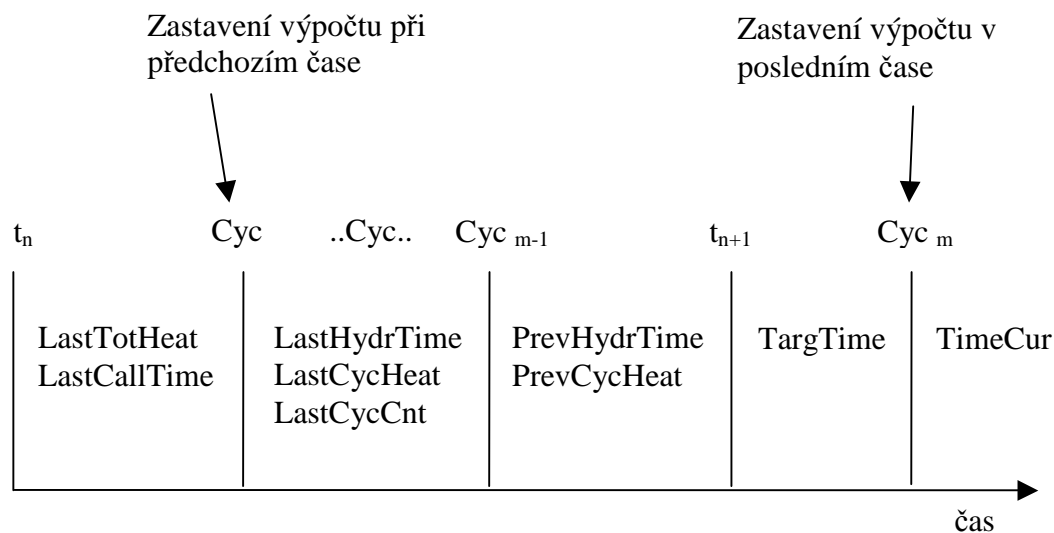 Zastavení výpočtu při
předchozím čase
Zastavení výpočtu v
posledním čase
tn Cyc ..Cyc.. Cyc m-1 tn+1 Cyc m
LastTotHeat LastHydrTime PrevHydrTime TargTime TimeCur
LastCallTime LastCycHeat PrevCycHeat
LastCycCnt
čas